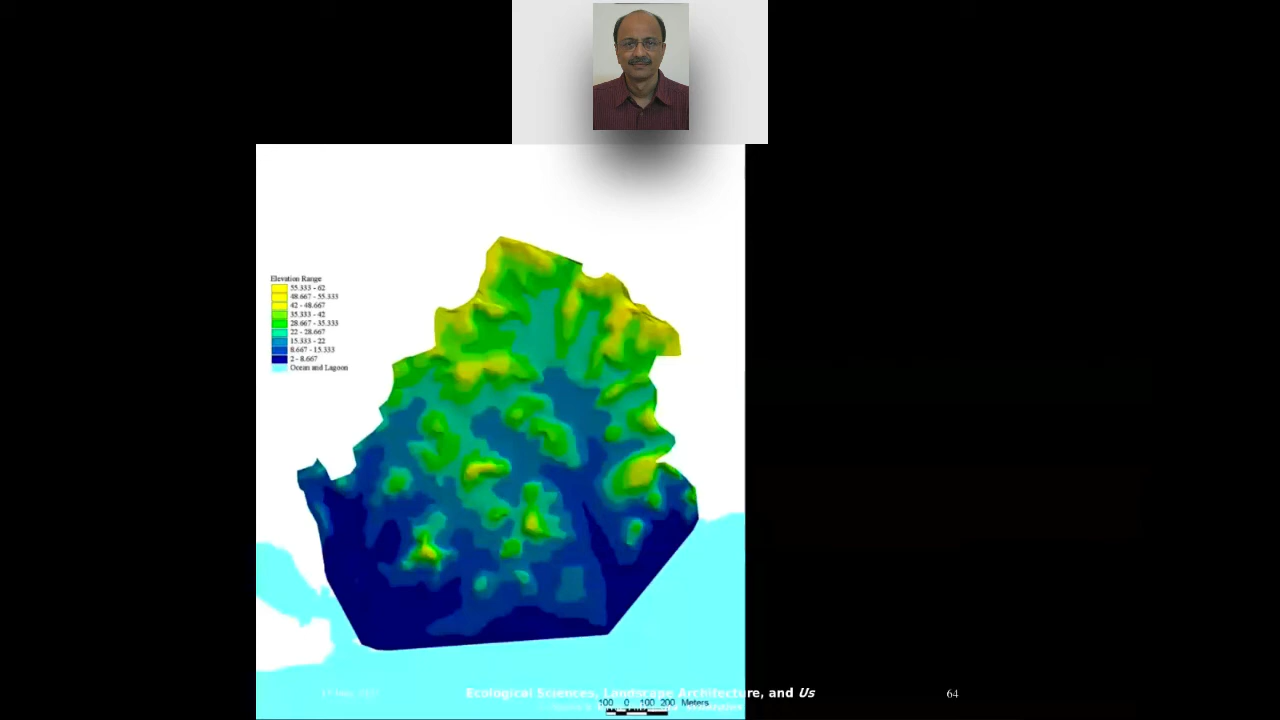 Elevation Range
55.333 - 62
48.667 - 55.333
42 - 48.667
35.333 - 42
28.667 - 35.333
22 - 28.667
15.333 - 22
8.667 - 15.333
2 - 8.667
Ocean and Lagoon
Ecological Sciences, Landscape Architecture, and Us
64
100 0 100 200 Meters